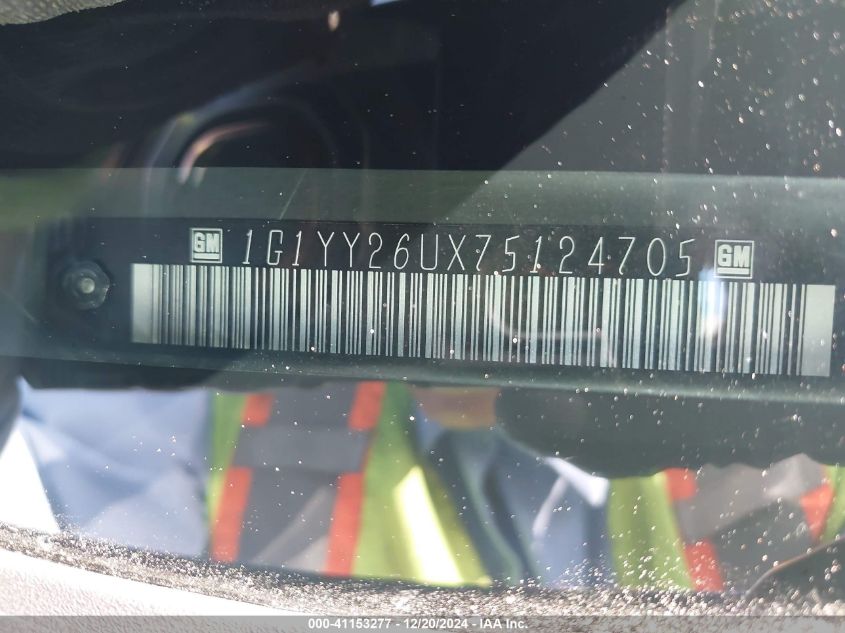 GM 1G1YY26UX75124705 GM
000-41153277 - 12/20/2024 - IAA Inc.